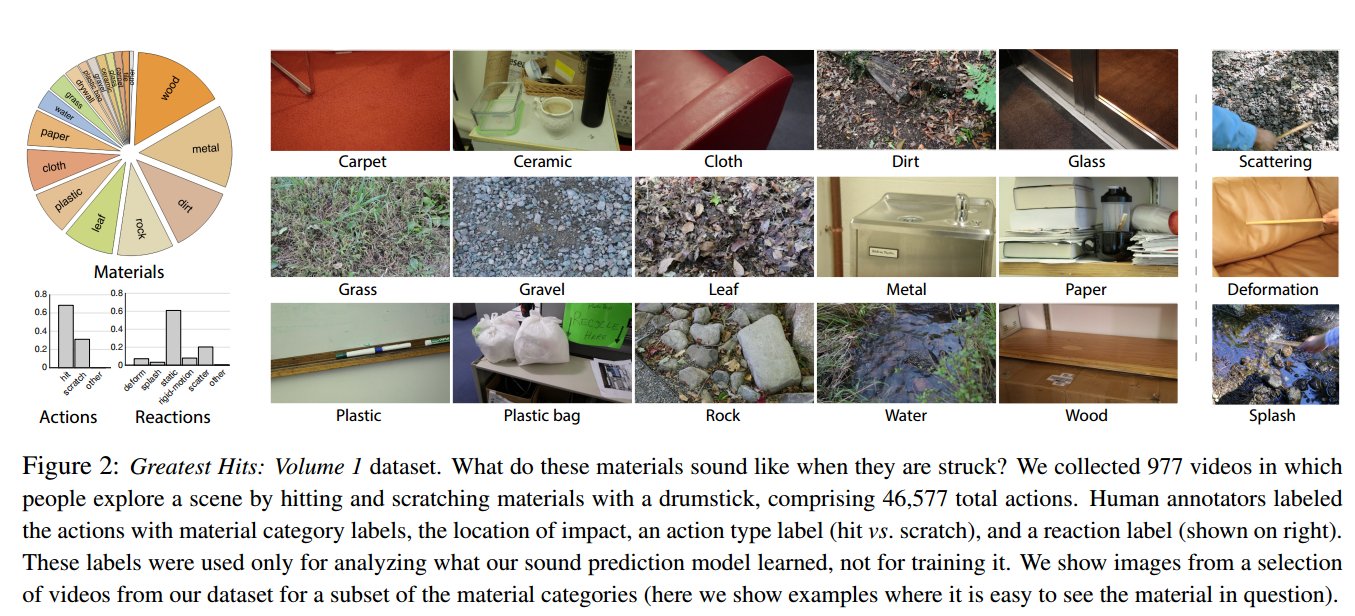 wood
metal
dirt
rock
leaf
plastic
cloth
paper
water
grass
drywall
plastic bag
gravel
Materials
0.8
0.6
0.4
0.2
0
hit
scratch
other
Actions
0.8
0.6
0.4
0.2
0
deform
splash
static
rigid-motion
scatter
other
Reactions
Carpet
Ceramic
Cloth
Dirt
Glass
Scattering
Grass
Gravel
Leaf
Metal
Paper
Deformation
RECYCLE
HERE
Plastic
Plastic bag
Rock
Water
Wood
Splash
Figure 2: Greatest Hits: Volume 1 dataset. What do these materials sound like when they are struck? We collected 977 videos in which
people explore a scene by hitting and scratching materials with a drumstick, comprising 46,577 total actions. Human annotators labeled
the actions with material category labels, the location of impact, an action type label (hit vs. scratch), and a reaction label (shown on right).
These labels were used only for analyzing what our sound prediction model learned, not for training it. We show images from a selection
of videos from our dataset for a subset of the material categories (here we show examples where it is easy to see the material in question).